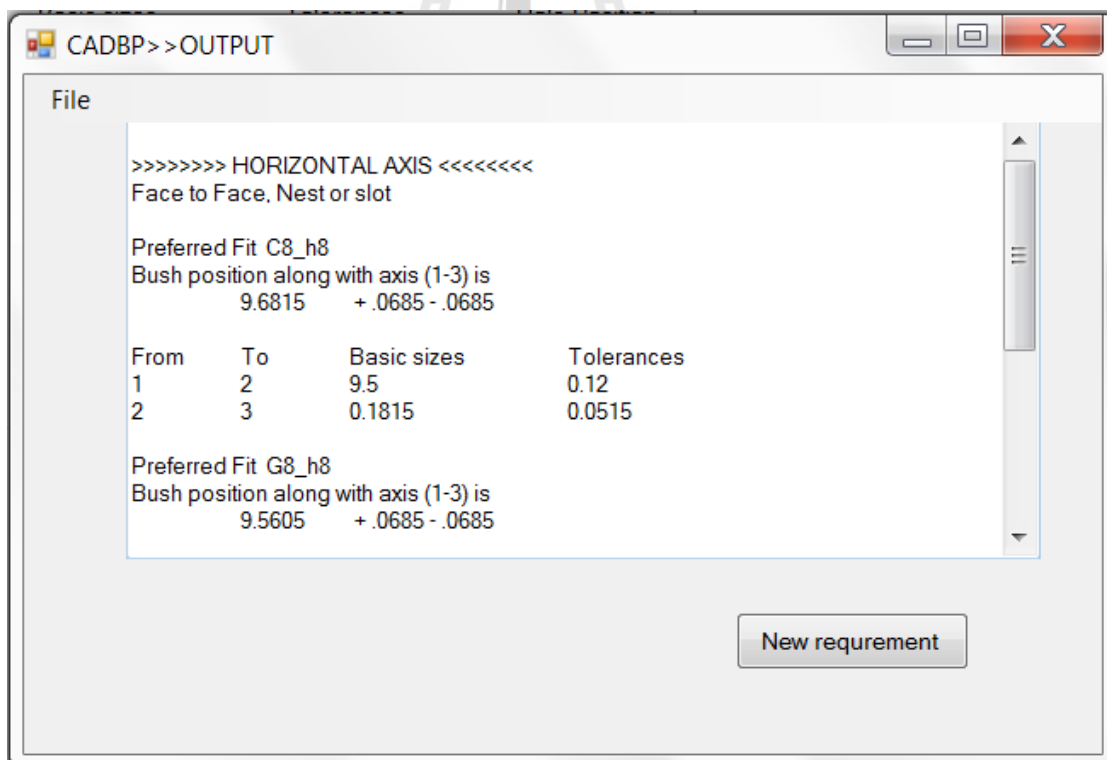 CADBP>>OUTPUT
File
>>>>>>>> HORIZONTAL AXIS <<<<<<<<
Face to Face, Nest or slot
Preferred Fit C8_h8
Bush position along with axis (1-3) is
9.6815 + .0685 - .0685
From To Basic sizes Tolerances
1 2 9.5 0.12
2 3 0.1815 0.0515
Preferred Fit G8_h8
Bush position along with axis (1-3) is
9.5605 + .0685 - .0685
New requrement